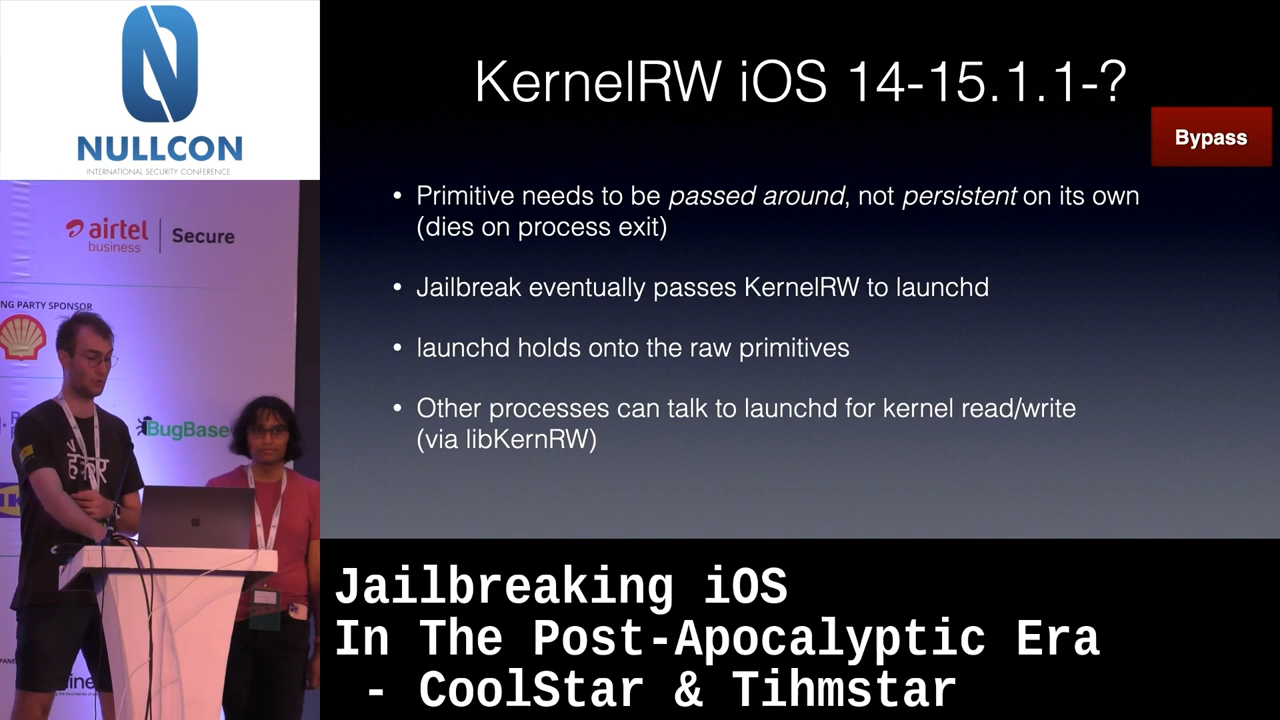 NULLCON
INTERNATIONAL SECURITY CONFERENCE
airtel
business
Secure
NG PARTY SPONSOR
BugBase
हैकर
KernelRW iOS 14-15.1.1-?
Bypass
• Primitive needs to be passed around, not persistent on its own
(dies on process exit)
• Jailbreak eventually passes KernelRW to launchd
• launchd holds onto the raw primitives
• Other processes can talk to launchd for kernel read/write
(via libKernRW)
Jailbreaking iOS
In The Post-Apocalyptic Era
- CoolStar & Tihmstar